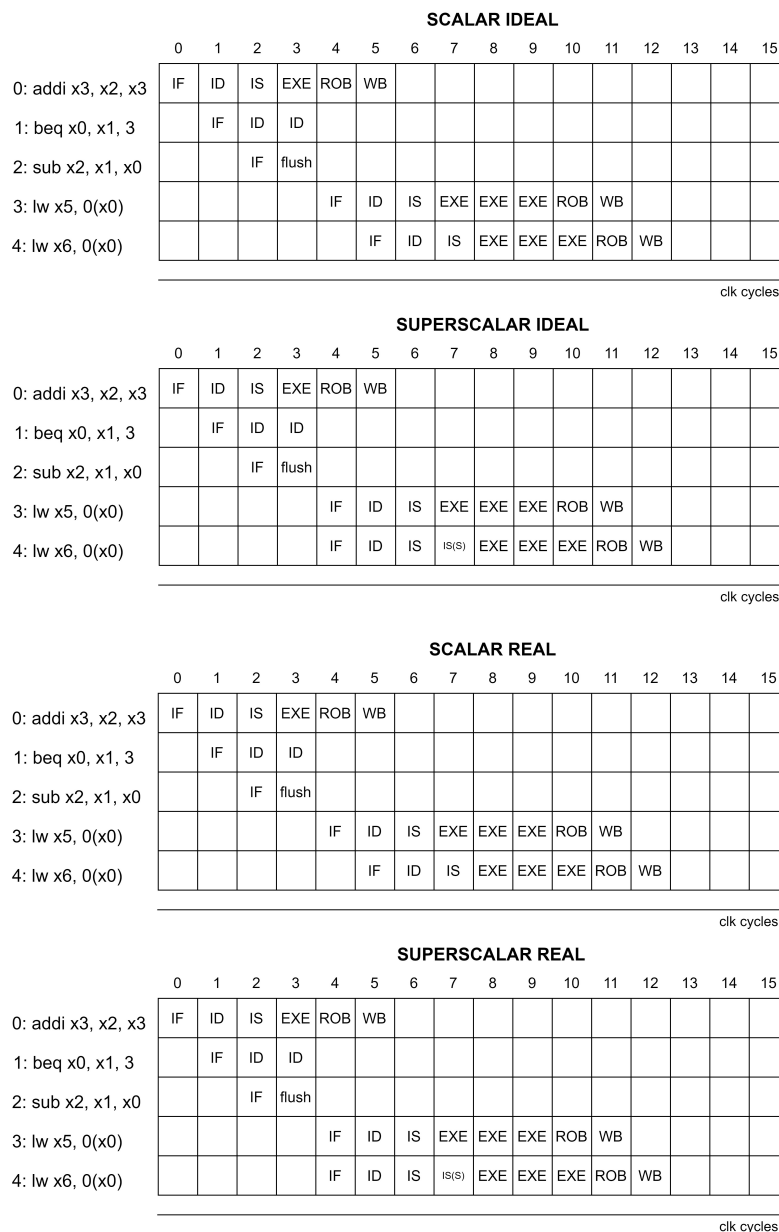 SCALAR IDEAL
0 1 2 3 4 5 6 7 8 9 10 11 12 13 14 15
0: addi x3, x2, x3 IF ID IS EXE ROB WB
1: beq x0, x1, 3 IF ID ID
2: sub x2, x1, x0 IF flush
3: lw x5, 0(x0) IF ID IS EXE EXE EXE ROB WB
4: lw x6, 0(x0) IF ID IS EXE EXE EXE ROB WB
clk cycles
SUPERSCALAR IDEAL
0 1 2 3 4 5 6 7 8 9 10 11 12 13 14 15
0: addi x3, x2, x3 IF ID IS EXE ROB WB
1: beq x0, x1, 3 IF ID ID
2: sub x2, x1, x0 IF flush
3: lw x5, 0(x0) IF ID IS EXE EXE EXE ROB WB
4: lw x6, 0(x0) IF ID IS IS(S) EXE EXE EXE ROB WB
clk cycles
SCALAR REAL
0 1 2 3 4 5 6 7 8 9 10 11 12 13 14 15
0: addi x3, x2, x3 IF ID IS EXE ROB WB
1: beq x0, x1, 3 IF ID ID
2: sub x2, x1, x0 IF flush
3: lw x5, 0(x0) IF ID IS EXE EXE EXE ROB WB
4: lw x6, 0(x0) IF ID IS EXE EXE EXE ROB WB
clk cycles
SUPERSCALAR REAL
0 1 2 3 4 5 6 7 8 9 10 11 12 13 14 15
0: addi x3, x2, x3 IF ID IS EXE ROB WB
1: beq x0, x1, 3 IF ID ID
2: sub x2, x1, x0 IF flush
3: lw x5, 0(x0) IF ID IS EXE EXE EXE ROB WB
4: lw x6, 0(x0) IF ID IS IS(S) EXE EXE EXE ROB WB
clk cycles